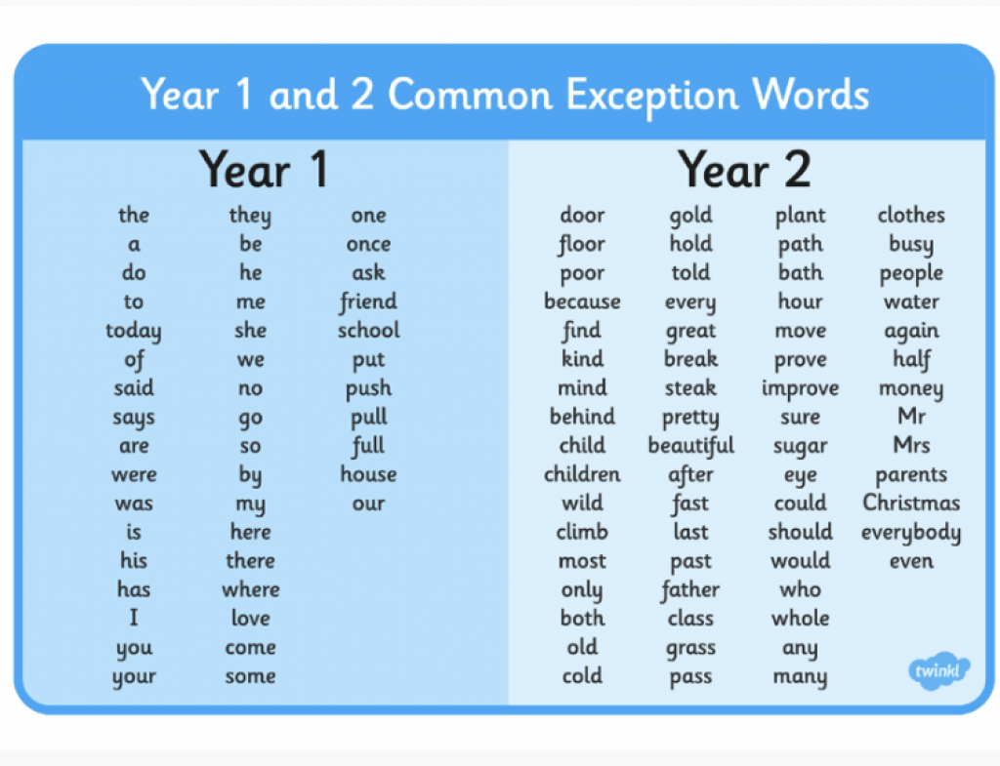 Year 1 and 2 Common Exception Words
Year 1
the they one
a be once
do he ask
to me friend
today she school
of we put
said no push
says go pull
are so full
were by house
was my our
is here
his there
has where
I love
you come
your some
Year 2
door gold plant clothes
floor hold path busy
poor told bath people
because every hour water
find great move again
kind break prove half
mind steak improve money
behind pretty sure Mr
child beautiful sugar Mrs
children after eye parents
wild fast could Christmas
climb last should everybody
most past would even
only father who
both class whole
old grass any
cold pass many
twinkl